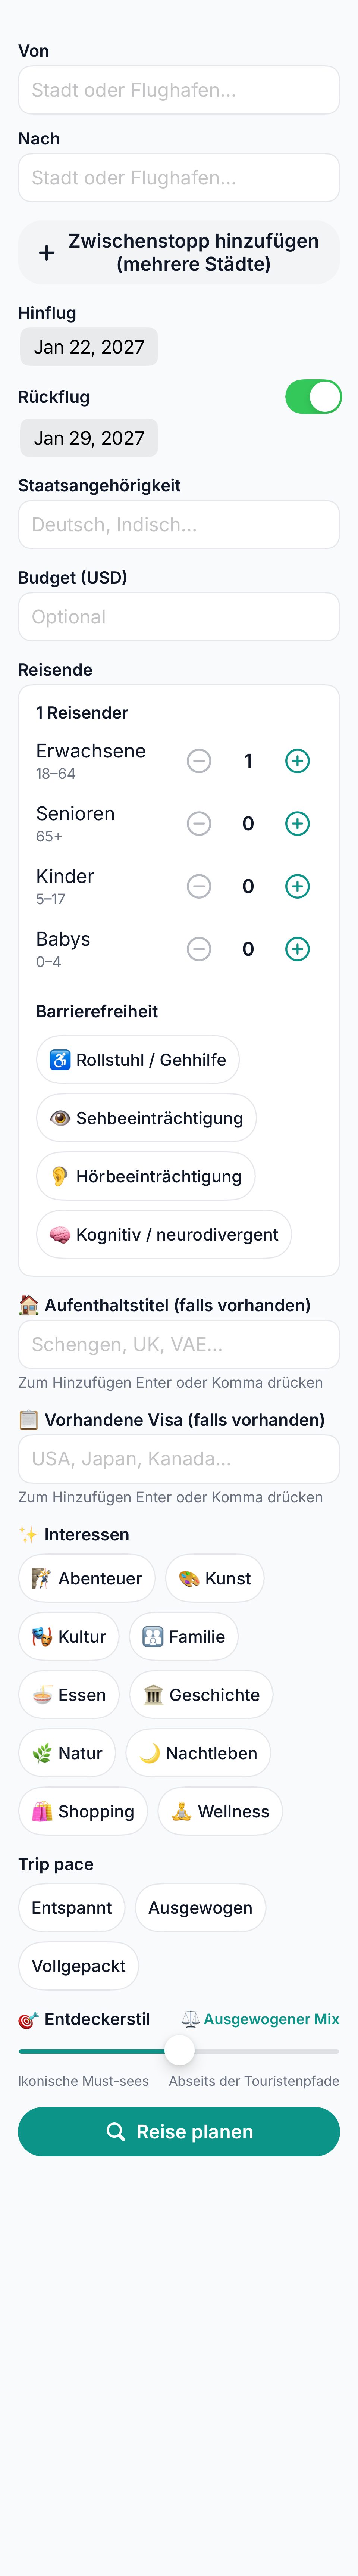 Von
Stadt oder Flughafen...
Nach
Stadt oder Flughafen...
Zwischenstopp hinzufügen
(mehrere Städte)
Hinflug
Jan 22, 2027
Rückflug
Jan 29, 2027
Staatsangehörigkeit
Deutsch, Indisch...
Budget (USD)
Optional
Reisende
1 Reisender
Erwachsene
18–64
1
Senioren
65+
0
Kinder
5–17
0
Babys
0–4
0
Barrierefreiheit
Rollstuhl / Gehhilfe
Sehbeeinträchtigung
Hörbeeinträchtigung
Kognitiv / neurodivergent
Aufenthaltstitel (falls vorhanden)
Schengen, UK, VAE...
Zum Hinzufügen Enter oder Komma drücken
Vorhandene Visa (falls vorhanden)
USA, Japan, Kanada...
Zum Hinzufügen Enter oder Komma drücken
Interessen
Abenteuer
Kunst
Kultur
Familie
Essen
Geschichte
Natur
Nachtleben
Shopping
Wellness
Trip pace
Entspannt
Ausgewogen
Vollgepackt
Entdeckerstil
Ausgewogener Mix
Ikonische Must-sees
Abseits der Touristenpfade
Reise planen